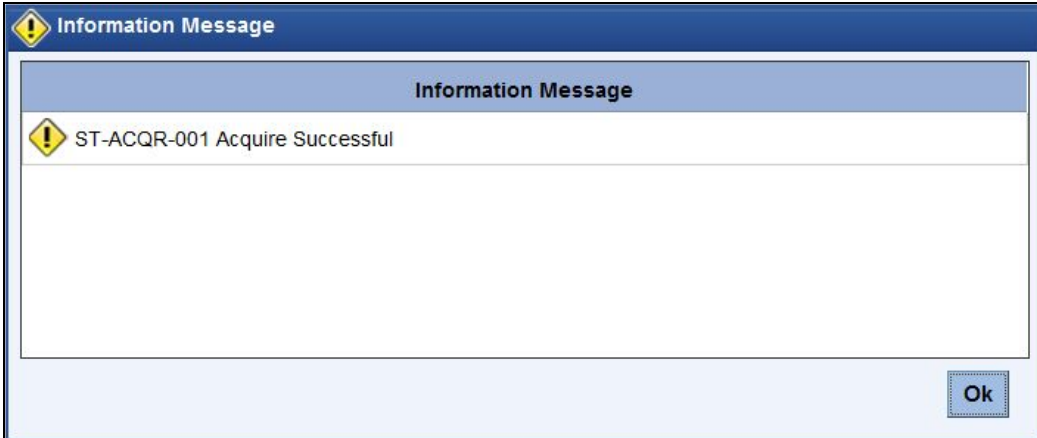 Information Message
Information Message
ST-ACQR-001 Acquire Successful
Ok